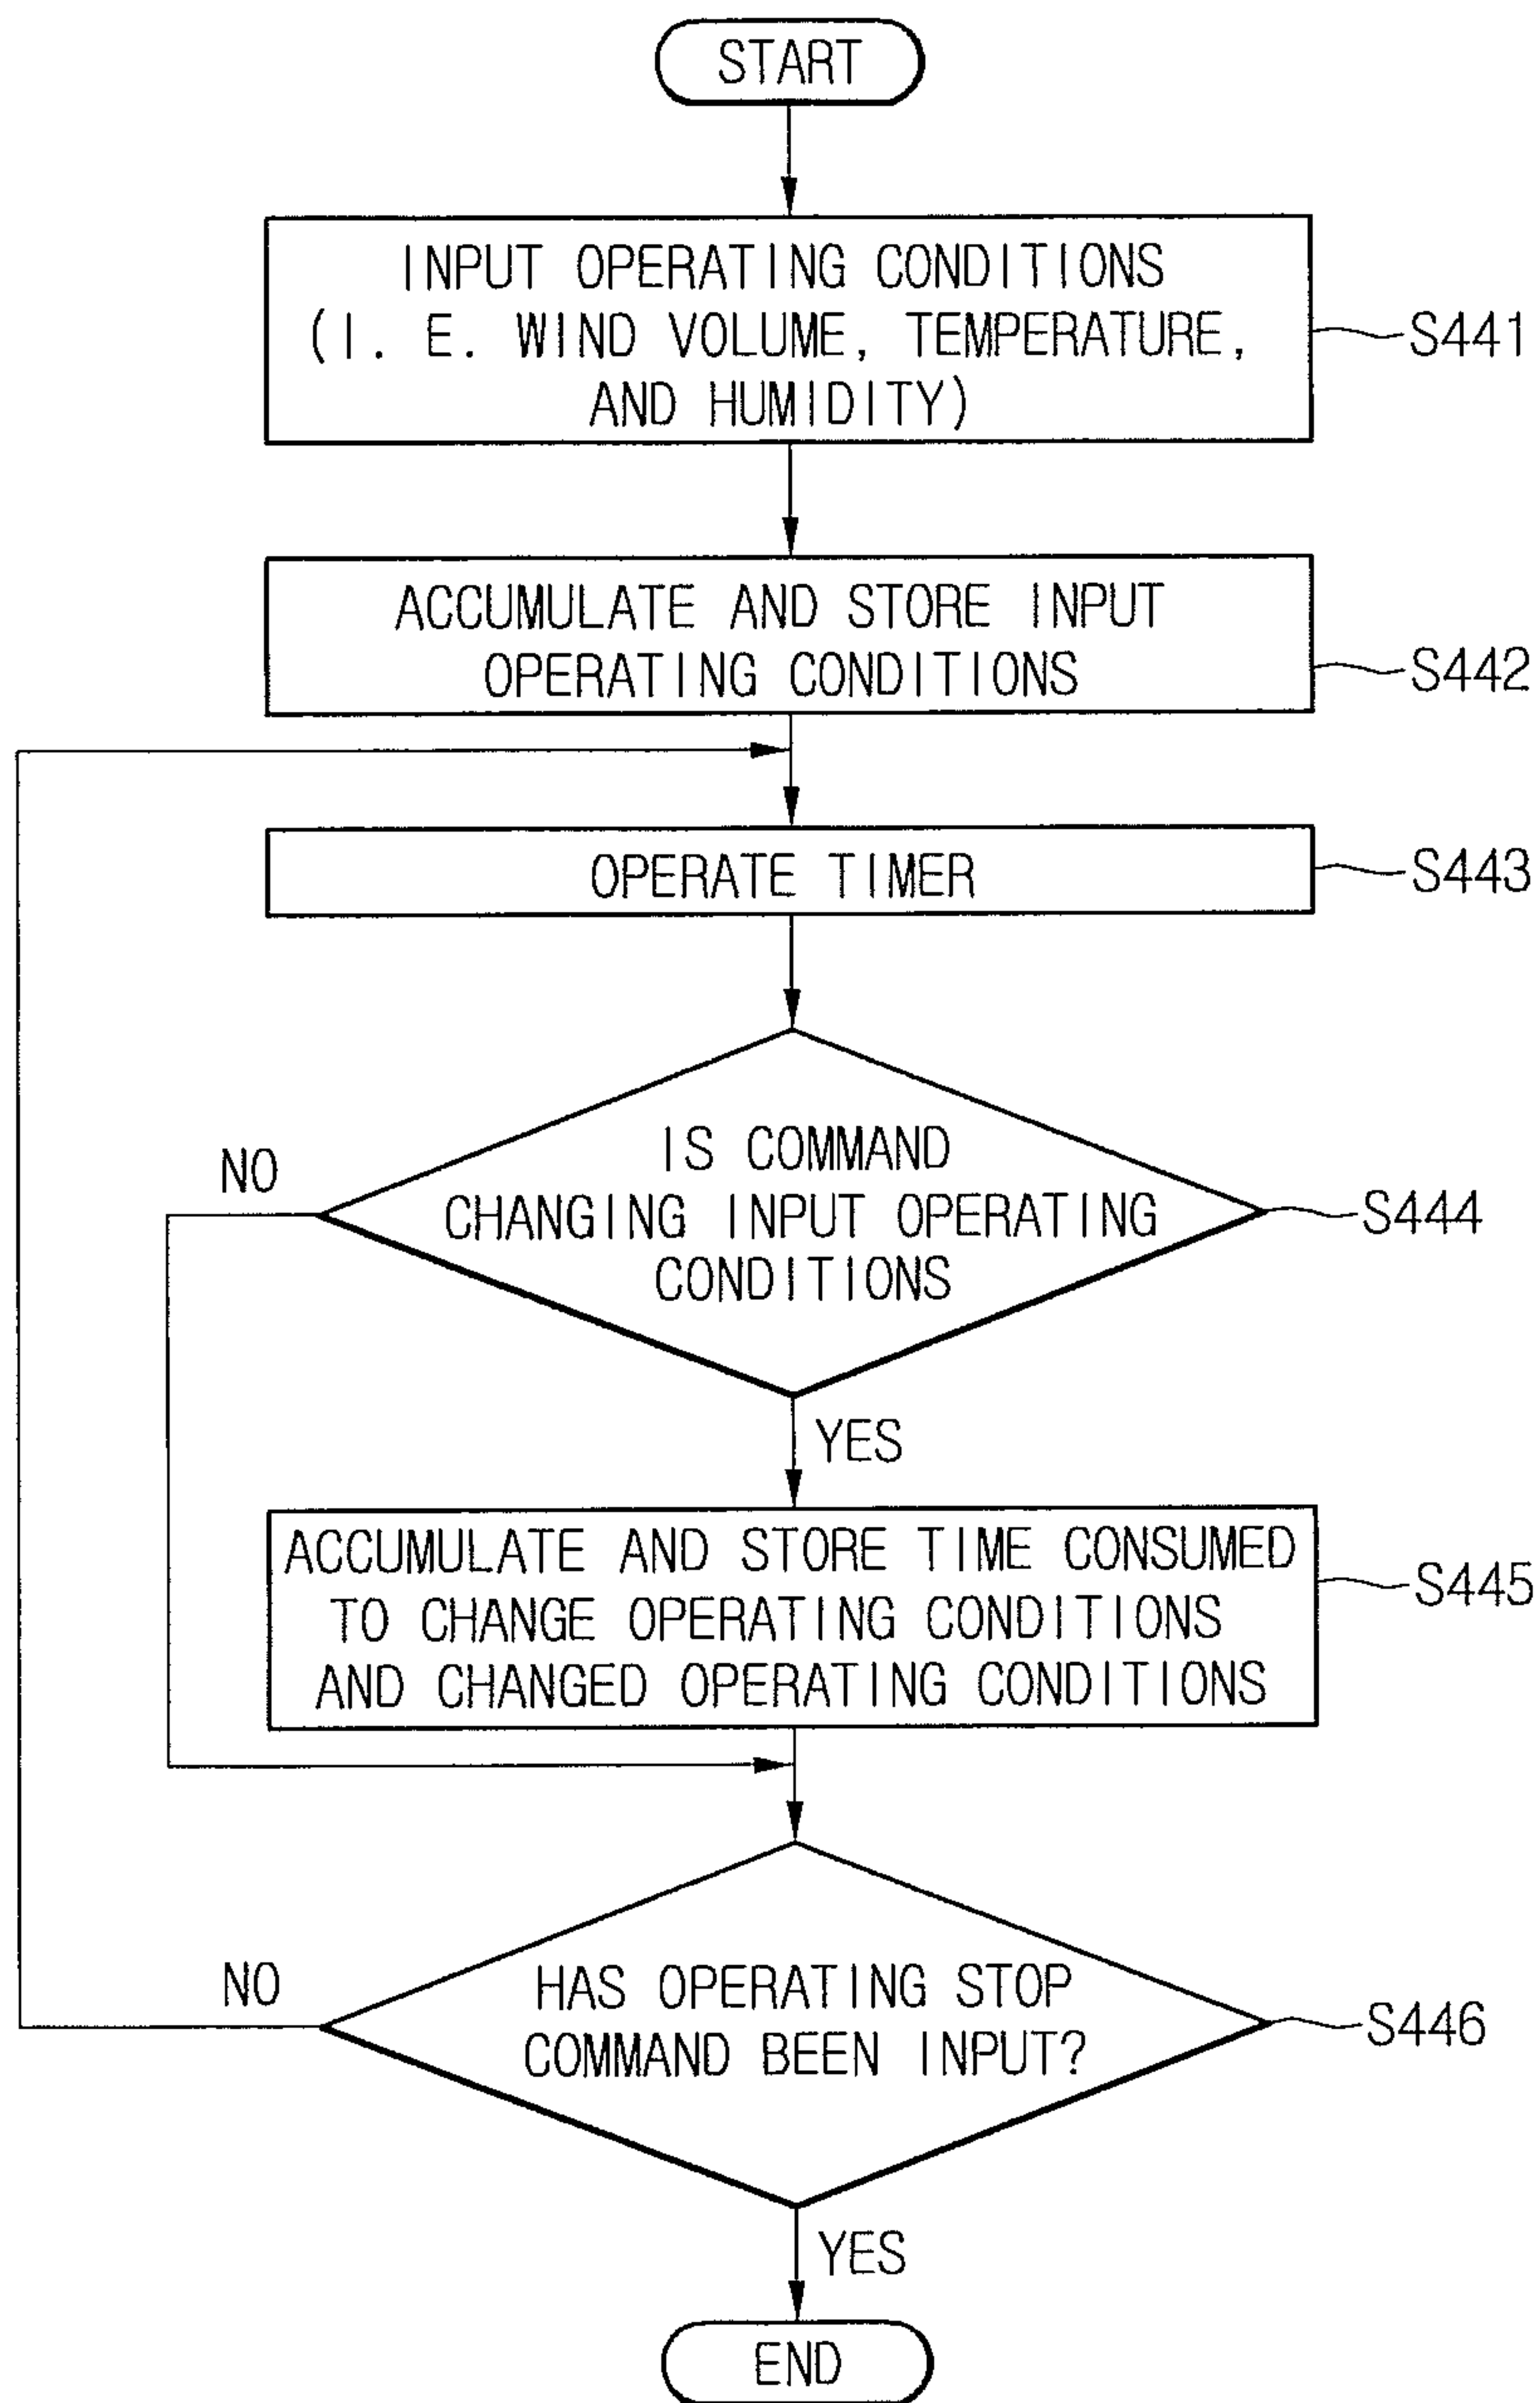 START
INPUT OPERATING CONDITIONS
(I. E. WIND VOLUME, TEMPERATURE,
AND HUMIDITY)
S441
ACCUMULATE AND STORE INPUT
OPERATING CONDITIONS
S442
OPERATE TIMER
S443
IS COMMAND
CHANGING INPUT OPERATING
CONDITIONS
S444
NO
YES
ACCUMULATE AND STORE TIME CONSUMED
TO CHANGE OPERATING CONDITIONS
AND CHANGED OPERATING CONDITIONS
S445
HAS OPERATING STOP
COMMAND BEEN INPUT?
S446
NO
YES
END